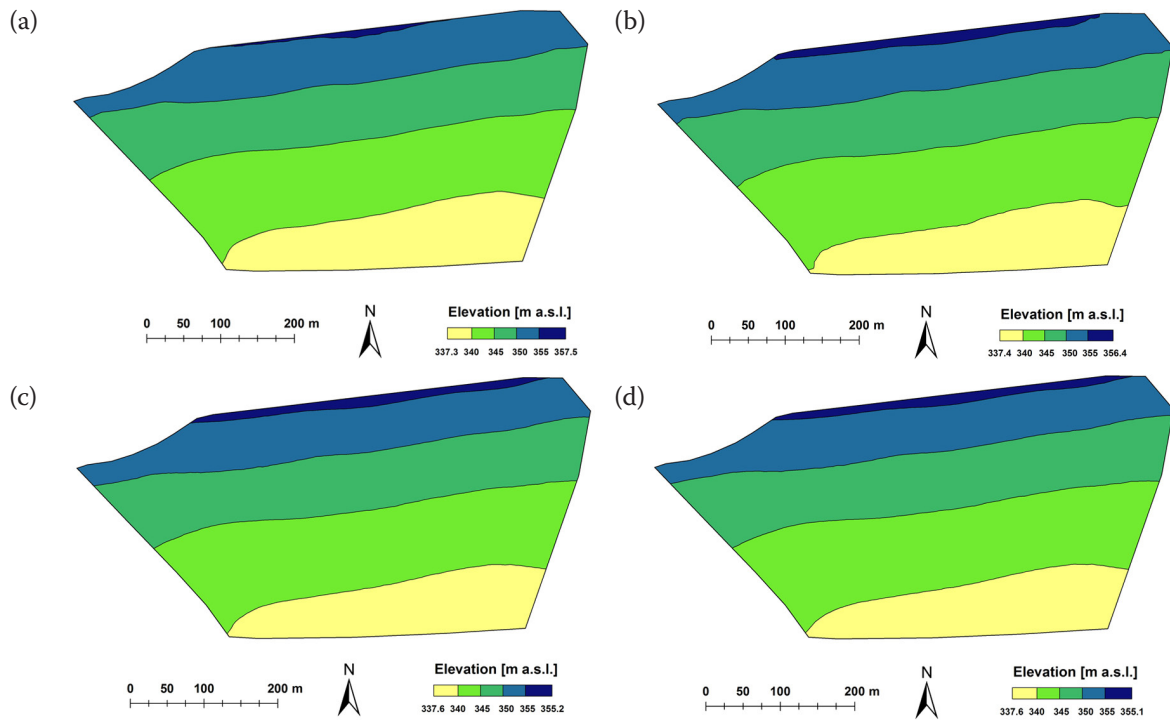 (a)
(b)
N
Elevation [m a.s.l.]
0 50 100 200 m
337.3 340 345 350 355 357.5
N
Elevation [m a.s.l.]
0 50 100 200 m
337.4 340 345 350 355 356.4
(c)
(d)
N
Elevation [m a.s.l.]
0 50 100 200 m
337.6 340 345 350 355 355.2
N
Elevation [m a.s.l.]
0 50 100 200 m
337.6 340 345 350 355 355.1